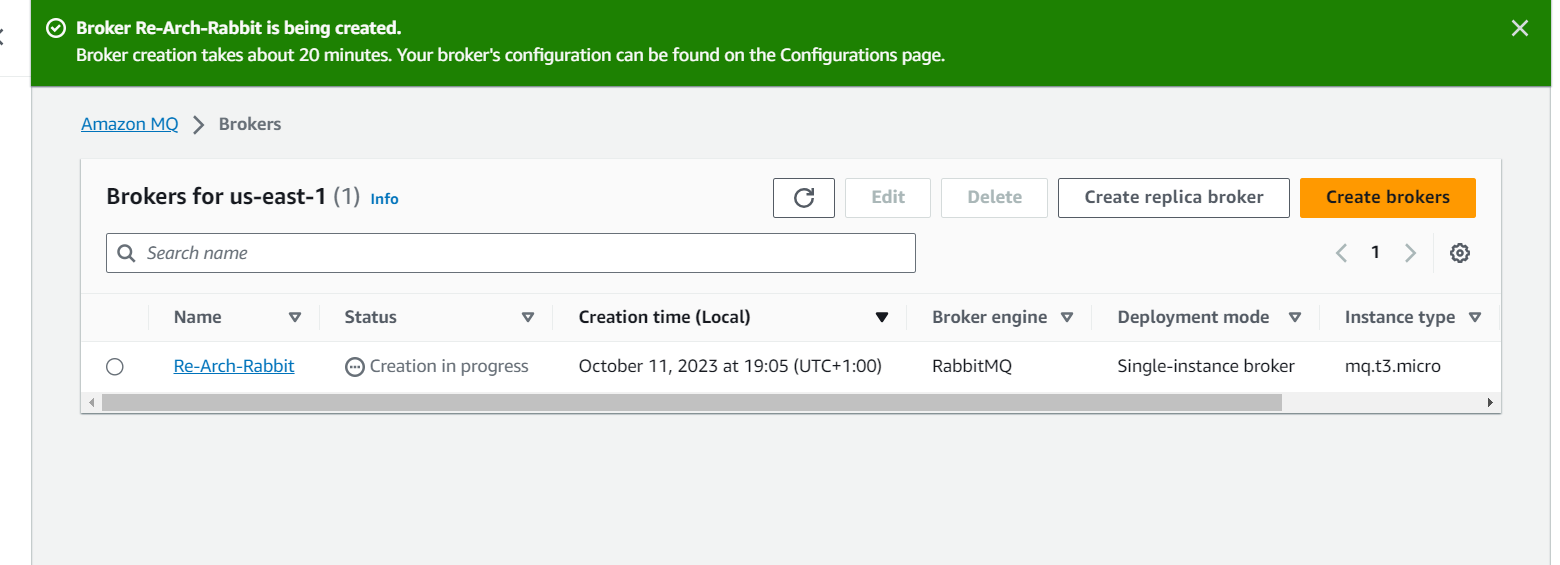 Broker Re-Arch-Rabbit is being created.
Broker creation takes about 20 minutes. Your broker's configuration can be found on the Configurations page.
Amazon MQ Brokers
Brokers for us-east-1 (1) Info
Edit Delete Create replica broker Create brokers
Search name
1
Name Status Creation time (Local) Broker engine Deployment mode Instance type
Re-Arch-Rabbit Creation in progress October 11, 2023 at 19:05 (UTC+1:00) RabbitMQ Single-instance broker mq.t3.micro